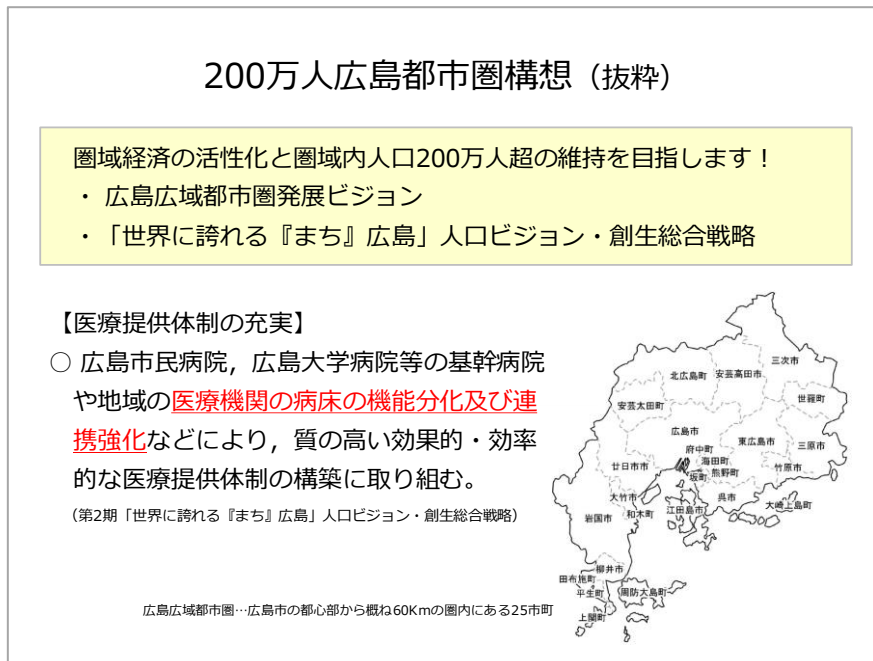 200万人広島都市圏構想（抜粋）
圏域経済の活性化と圏域内人口200万人超の維持を目指します！
・ 広島広域都市圏発展ビジョン
・「世界に誇れる『まち』広島」人口ビジョン・創生総合戦略
【医療提供体制の充実】
○ 広島市民病院，広島大学病院等の基幹病院
や地域の医療機関の病床の機能分化及び連
携強化などにより，質の高い効果的・効率
的な医療提供体制の構築に取り組む。
（第2期「世界に誇れる『まち』広島」人口ビジョン・創生総合戦略）
三次市
北広島町
安芸高田市
世羅町
安芸太田町
広島市
府中町
東広島市
三原市
海田町
廿日市市
坂町
熊野町
竹原市
大竹市
呉市
岩国市
和木町
江田島市
大崎上島町
柳井市
田布施町
平生町
周防大島町
上関町
広島広域都市圏…広島市の都心部から概ね60Kmの圏内にある25市町